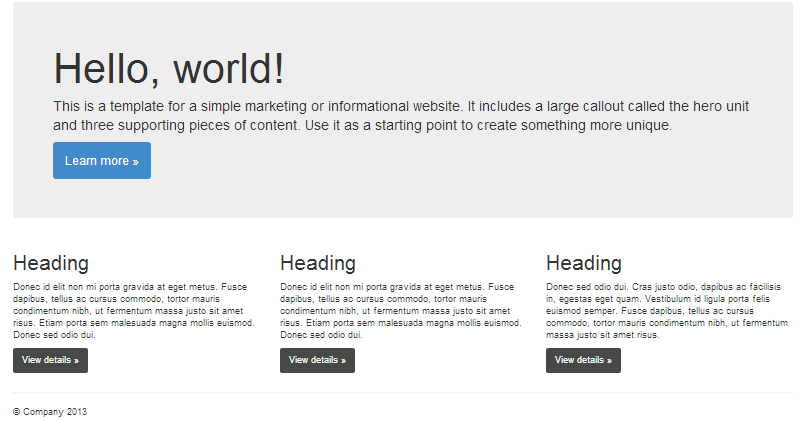 Hello, world!
This is a template for a simple marketing or informational website. It includes a large callout called the hero unit
and three supporting pieces of content. Use it as a starting point to create something more unique.
Learn more »
Heading
Donec id elit non mi porta gravida at eget metus. Fusce
dapibus, tellus ac cursus commodo, tortor mauris
condimentum nibh, ut fermentum massa justo sit amet
risus. Etiam porta sem malesuada magna mollis euismod.
Donec sed odio dui.
View details »
Heading
Donec id elit non mi porta gravida at eget metus. Fusce
dapibus, tellus ac cursus commodo, tortor mauris
condimentum nibh, ut fermentum massa justo sit amet
risus. Etiam porta sem malesuada magna mollis euismod.
Donec sed odio dui.
View details »
Heading
Donec sed odio dui. Cras justo odio, dapibus ac facilisis
in, egestas eget quam. Vestibulum id ligula porta felis
euismod semper. Fusce dapibus, tellus ac cursus
commodo, tortor mauris condimentum nibh, ut fermentum
massa justo sit amet risus.
View details »
© Company 2013